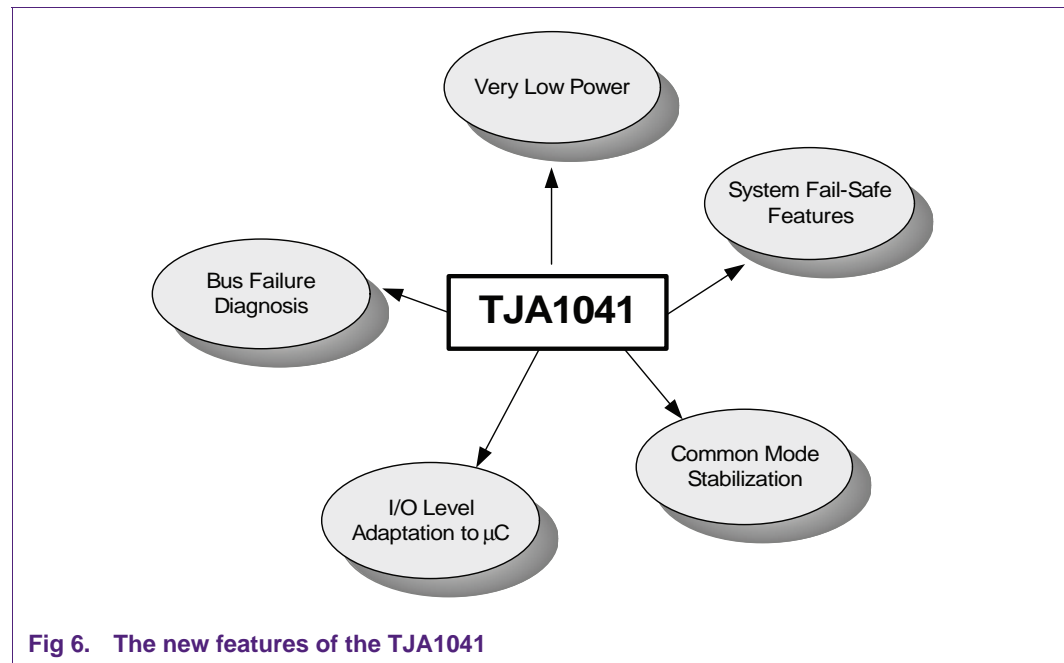 Very Low Power
System Fail-Safe
Features
Bus Failure
Diagnosis
TJA1041
Common Mode
Stabilization
I/O Level
Adaptation to μC
Fig 6. The new features of the TJA1041